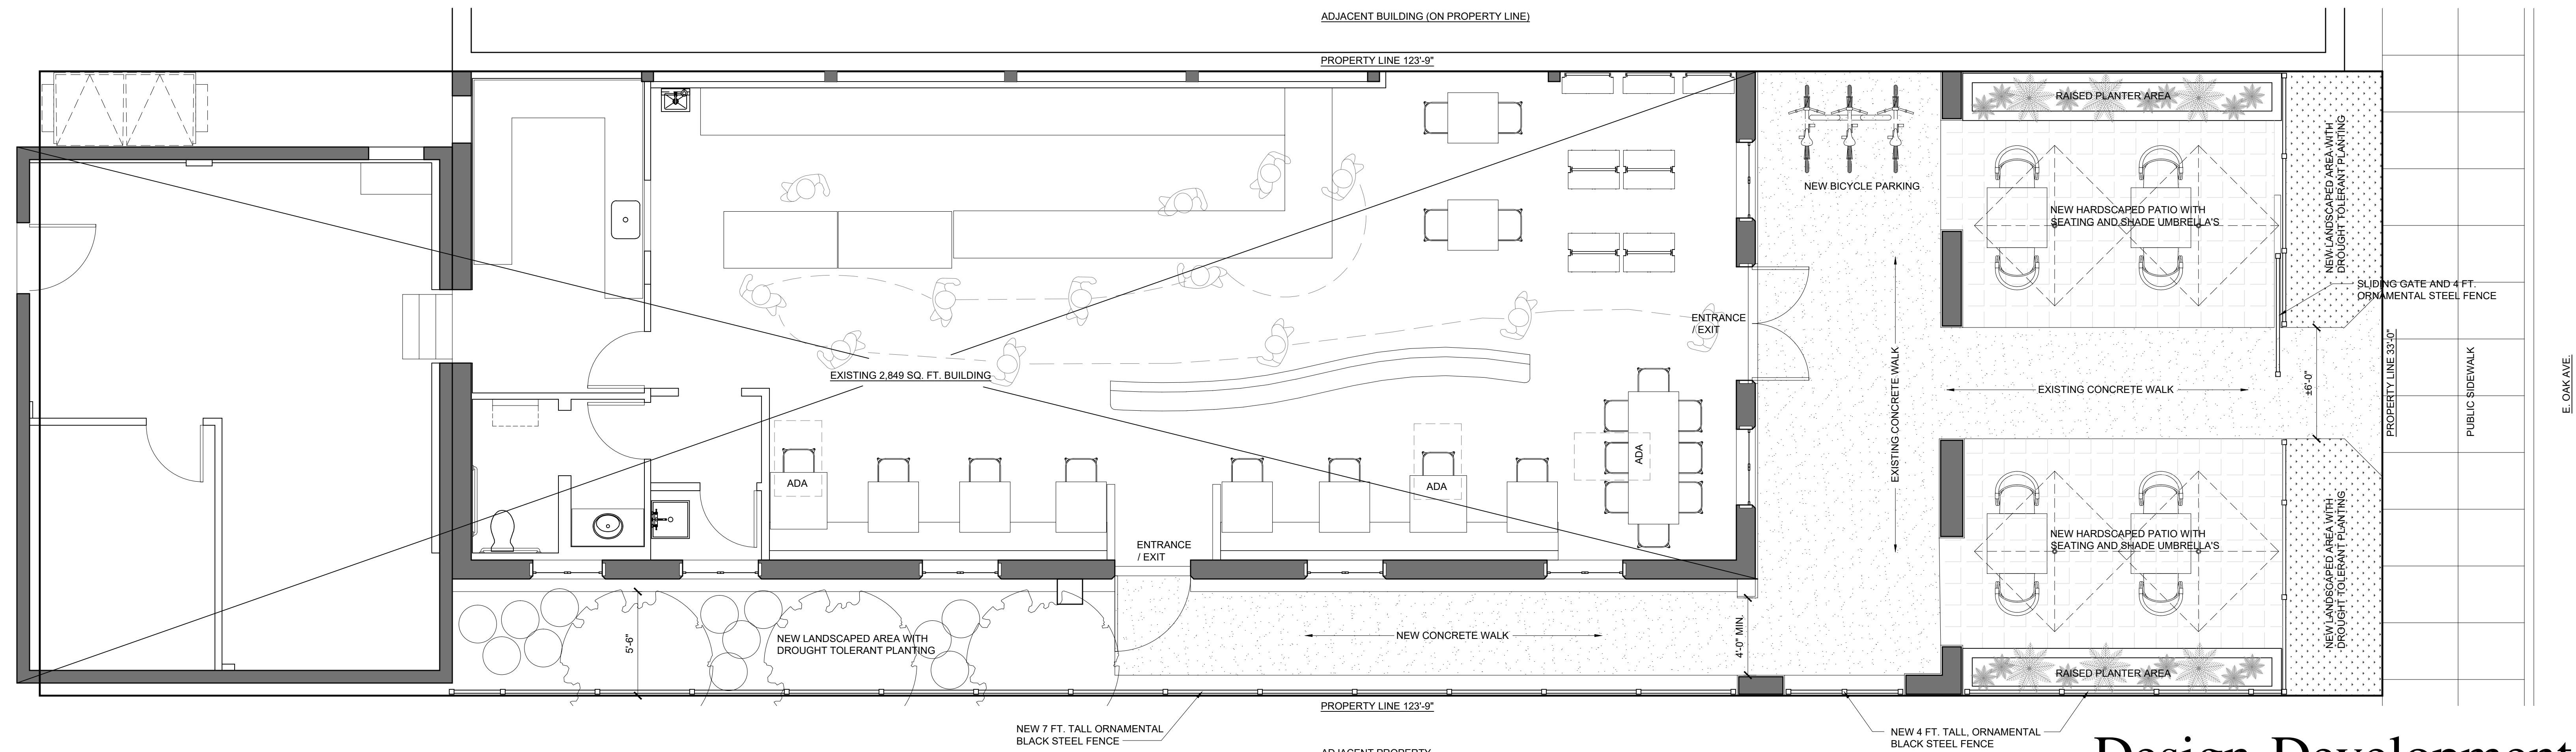 ADJACENT BUILDING (ON PROPERTY LINE)
PROPERTY LINE 123'-9"
RAISED PLANTER AREA
NEW BICYCLE PARKING
NEW HARDSCAPED PATIO WITH
SEATING AND SHADE UMBRELLA'S
NEW LANDSCAPED AREA WITH
DROUGHT TOLERANT PLANTING
SLIDING GATE AND 4 FT.
ORNAMENTAL STEEL FENCE
ENTRANCE
/ EXIT
EXISTING 2,849 SQ. FT. BUILDING
EXISTING CONCRETE WALK
EXISTING CONCRETE WALK
±6'-0"
PROPERTY LINE 33'-0"
PUBLIC SIDEWALK
E. OAK AVE.
ADA
ADA
ADA
ENTRANCE
/ EXIT
NEW HARDSCAPED PATIO WITH
SEATING AND SHADE UMBRELLA'S
NEW LANDSCAPED AREA WITH
DROUGHT TOLERANT PLANTING
5'-6"
NEW LANDSCAPED AREA WITH
DROUGHT TOLERANT PLANTING
NEW CONCRETE WALK
4'-0" MIN.
RAISED PLANTER AREA
PROPERTY LINE 123'-9"
NEW 7 FT. TALL ORNAMENTAL
BLACK STEEL FENCE
NEW 4 FT. TALL, ORNAMENTAL
BLACK STEEL FENCE
ADJACENT PROPERTY
Design Development